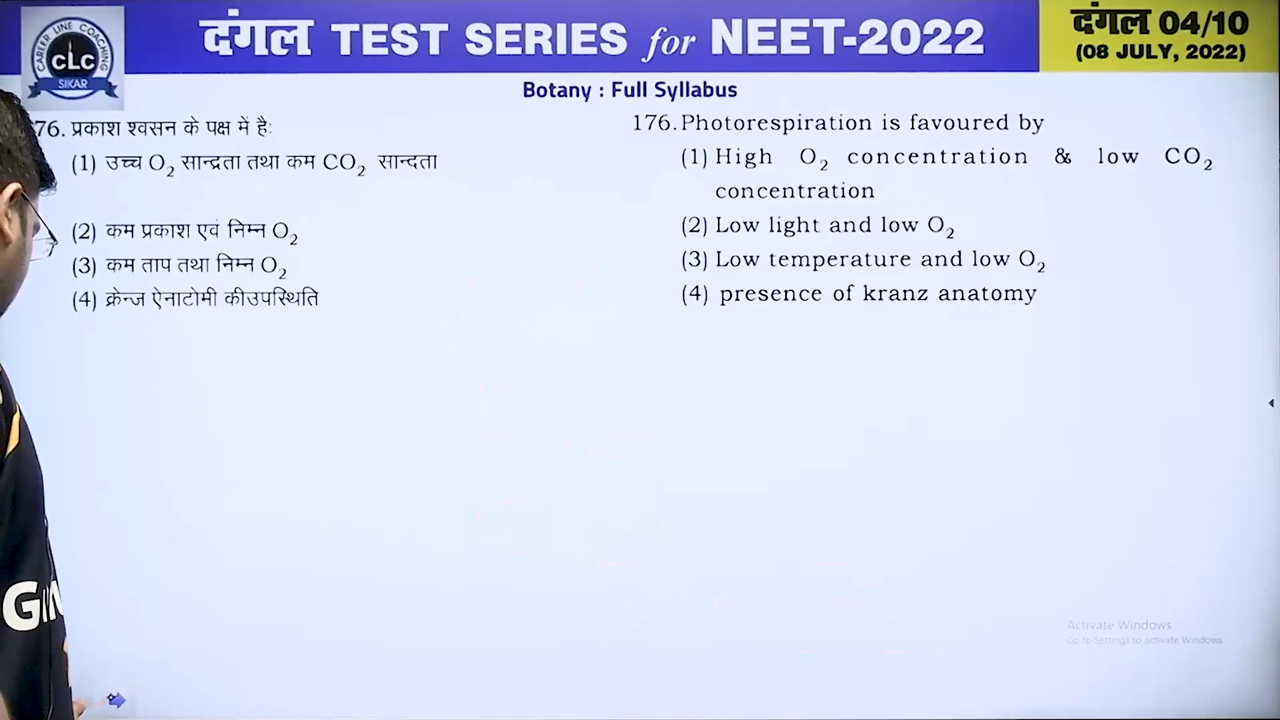 दंगल TEST SERIES for NEET-2022
दंगल 04/10
(08 JULY, 2022)
CAREER LINE COACHING
CLC
SIKAR
Botany : Full Syllabus
76. प्रकाश श्वसन के पक्ष में है:
(1) उच्च O2 सान्द्रता तथा कम CO2 सान्दता
(2) कम प्रकाश एवं निम्न O2
(3) कम ताप तथा निम्न O2
(4) क्रेन्ज ऐनाटोमी कीउपस्थिति
176. Photorespiration is favoured by
(1) High O2 concentration & low CO2
concentration
(2) Low light and low O2
(3) Low temperature and low O2
(4) presence of kranz anatomy
Activate Windows
Go to Settings to activate Windows.